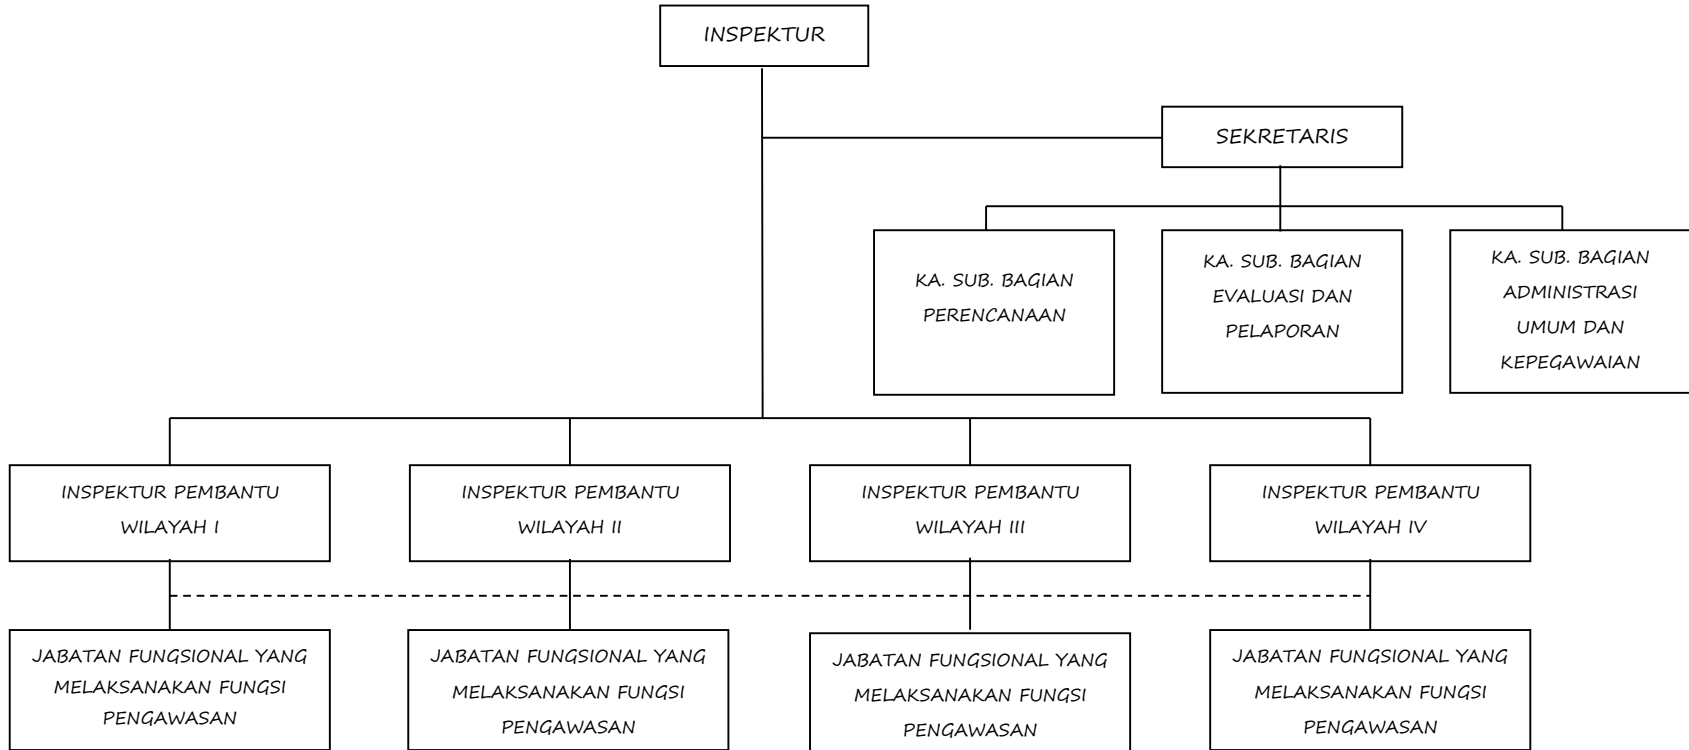 INSPEKTUR
SEKRETARIS
KA. SUB. BAGIAN
PERENCANAAN
KA. SUB. BAGIAN
EVALUASI DAN
PELAPORAN
KA. SUB. BAGIAN
ADMINISTRASI
UMUM DAN
KEPEGAWAIAN
INSPEKTUR PEMBANTU
WILAYAH I
INSPEKTUR PEMBANTU
WILAYAH II
INSPEKTUR PEMBANTU
WILAYAH III
INSPEKTUR PEMBANTU
WILAYAH IV
JABATAN FUNGSIONAL YANG
MELAKSANAKAN FUNGSI
PENGAWASAN
JABATAN FUNGSIONAL YANG
MELAKSANAKAN FUNGSI
PENGAWASAN
JABATAN FUNGSIONAL YANG
MELAKSANAKAN FUNGSI
PENGAWASAN
JABATAN FUNGSIONAL YANG
MELAKSANAKAN FUNGSI
PENGAWASAN